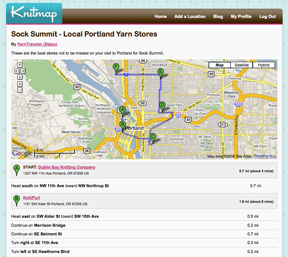 Knitmap
Home Add a Location Blog My Profile Log Out
Sock Summit - Local Portland Yarn Stores
By YarnTraveler (Stacy)
These are the local stores not to be missed on your visit to Portland for Sock Summit.
Map Satellite Hybrid
Portland
Google
START: Dublin Bay Knitting Company
1227 NW 11th Ave Portland, OR 97209 US
5.7 mi (about 4 mins)
Head south on NW 11th Ave toward NW Northrup St 0.7 mi
KnitPurl
1101 SW Alder St Portland, OR 97205 US
1.9 mi (about 6 mins)
Head east on SW Alder St toward SW 10th Ave 0.5 mi
Continue on Morrison Bridge 0.2 mi
Continue on SE Belmont St 0.7 mi
Turn right at SE 11th Ave 0.3 mi
Turn left at SE Hawthorne Blvd 0.2 mi